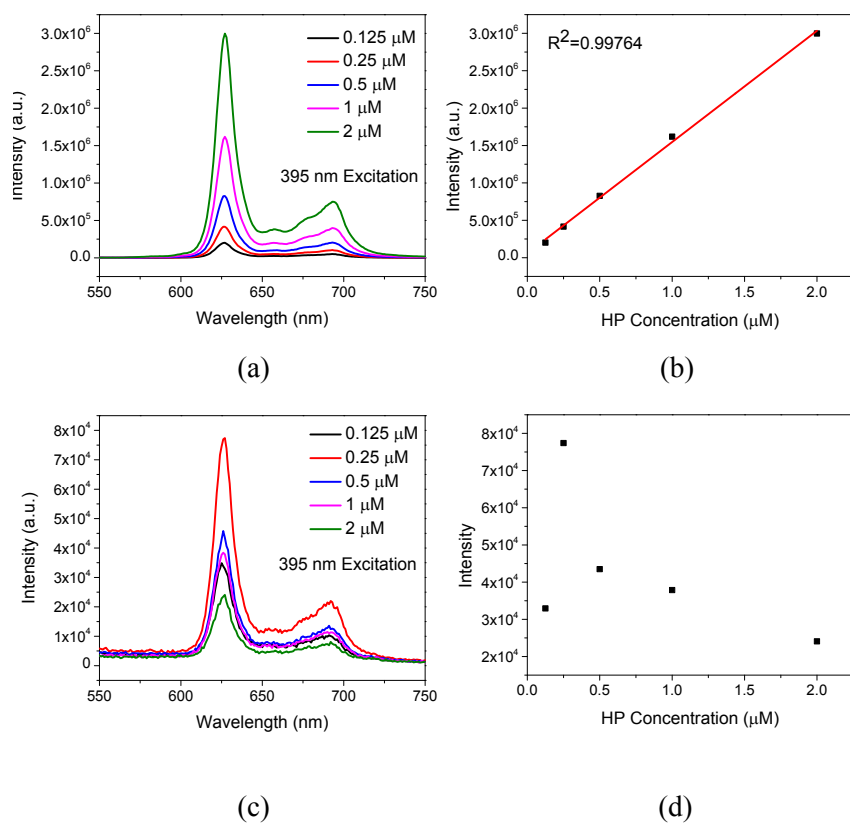 3.0x10⁶
2.5x10⁶
2.0x10⁶
1.5x10⁶
1.0x10⁶
5.0x10⁵
0.0
Intensity (a.u.)
0.125 μM
0.25 μM
0.5 μM
1 μM
2 μM
395 nm Excitation
550 600 650 700 750
Wavelength (nm)
(a)
3.0x10⁶
2.5x10⁶
2.0x10⁶
1.5x10⁶
1.0x10⁶
5.0x10⁵
0.0
Intensity (a.u.)
R²=0.99764
0.0 0.5 1.0 1.5 2.0
HP Concentration (μM)
(b)
8x10⁴
7x10⁴
6x10⁴
5x10⁴
4x10⁴
3x10⁴
2x10⁴
1x10⁴
0
Intensity (a.u.)
0.125 μM
0.25 μM
0.5 μM
1 μM
2 μM
395 nm Excitation
550 600 650 700 750
Wavelength (nm)
(c)
8x10⁴
7x10⁴
6x10⁴
5x10⁴
4x10⁴
3x10⁴
2x10⁴
Intensity
0.0 0.5 1.0 1.5 2.0
HP Concentration (μM)
(d)